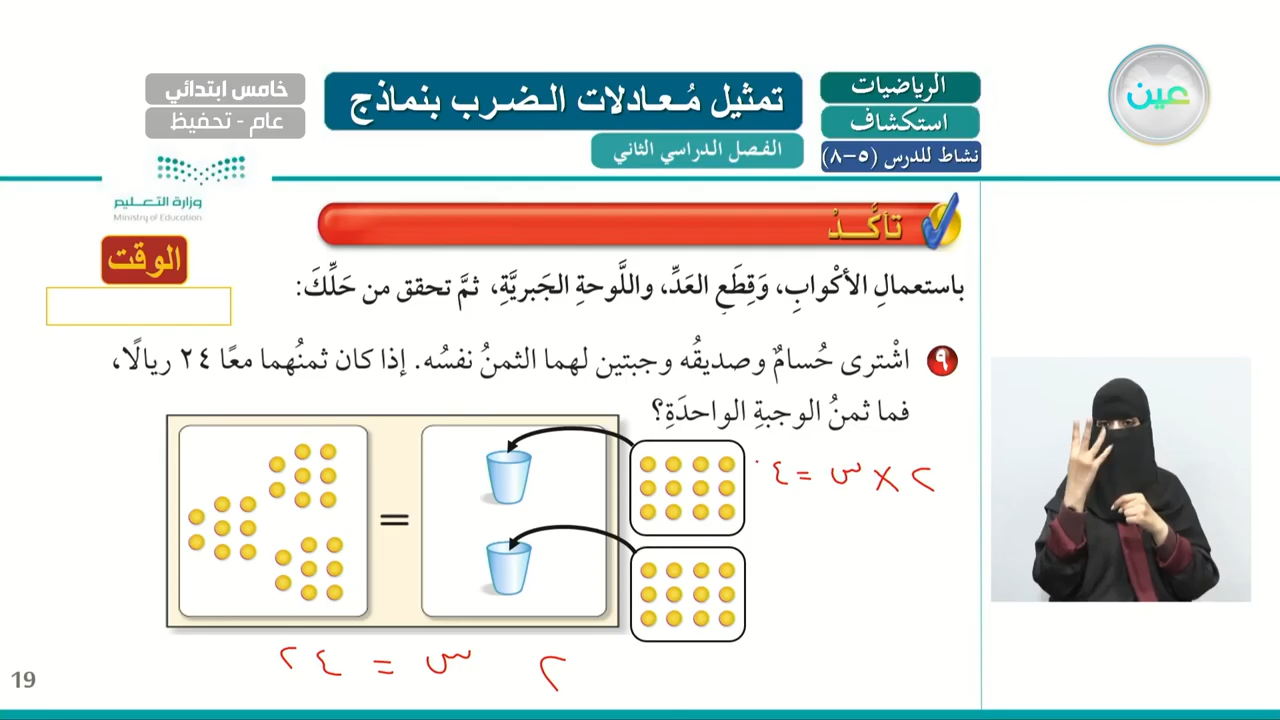 عين
الرياضيات
استكشاف
نشاط للدرس (٥-٨)
تمثيل مُعادلات الضرب بنماذج
الفصل الدراسي الثاني
خامس ابتدائي
عام - تحفيظ
وزارة التعليم
Ministry of Education
تأكَّدْ
الوقت
باستعمالِ الأكْوابِ، وَقِطَعِ العَدِّ، واللَّوحةِ الجَبريَّةِ، ثمَّ تحقق من حَلِّكَ:
٩ اشْترى حُسامٌ وصديقُه وجبتين لهما الثمنُ نفسُه. إذا كان ثمنُهما معًا ٢٤ ريالًا،
فما ثمنُ الوجبةِ الواحدَةِ؟
٢ × س = ٤
=
٢ س = ٢٤
19